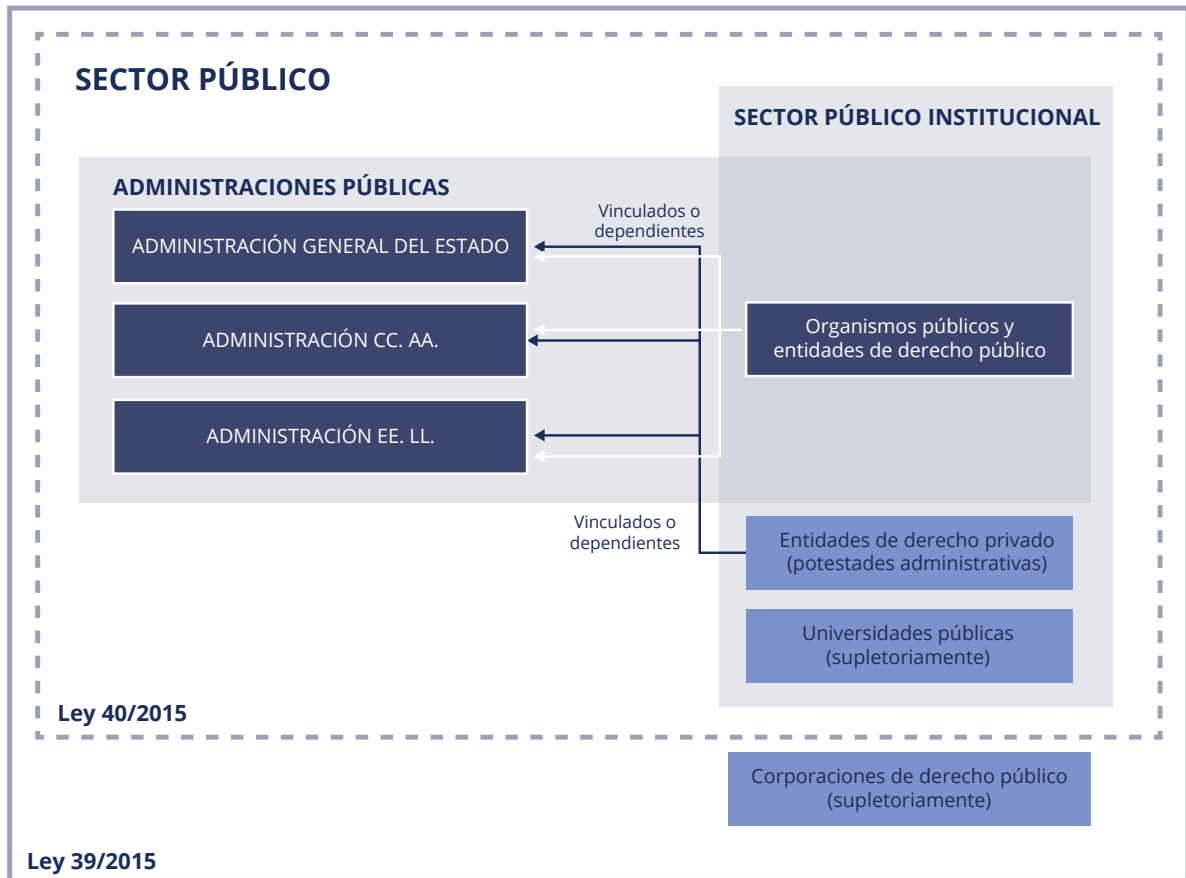 SECTOR PÚBLICO
SECTOR PÚBLICO INSTITUCIONAL
ADMINISTRACIONES PÚBLICAS
Vinculados o
dependientes
ADMINISTRACIÓN GENERAL DEL ESTADO
ADMINISTRACIÓN CC. AA.
Organismos públicos y
entidades de derecho público
ADMINISTRACIÓN EE. LL.
Vinculados o
dependientes
Entidades de derecho privado
(potestades administrativas)
Universidades públicas
(supletoriamente)
Ley 40/2015
Corporaciones de derecho público
(supletoriamente)
Ley 39/2015